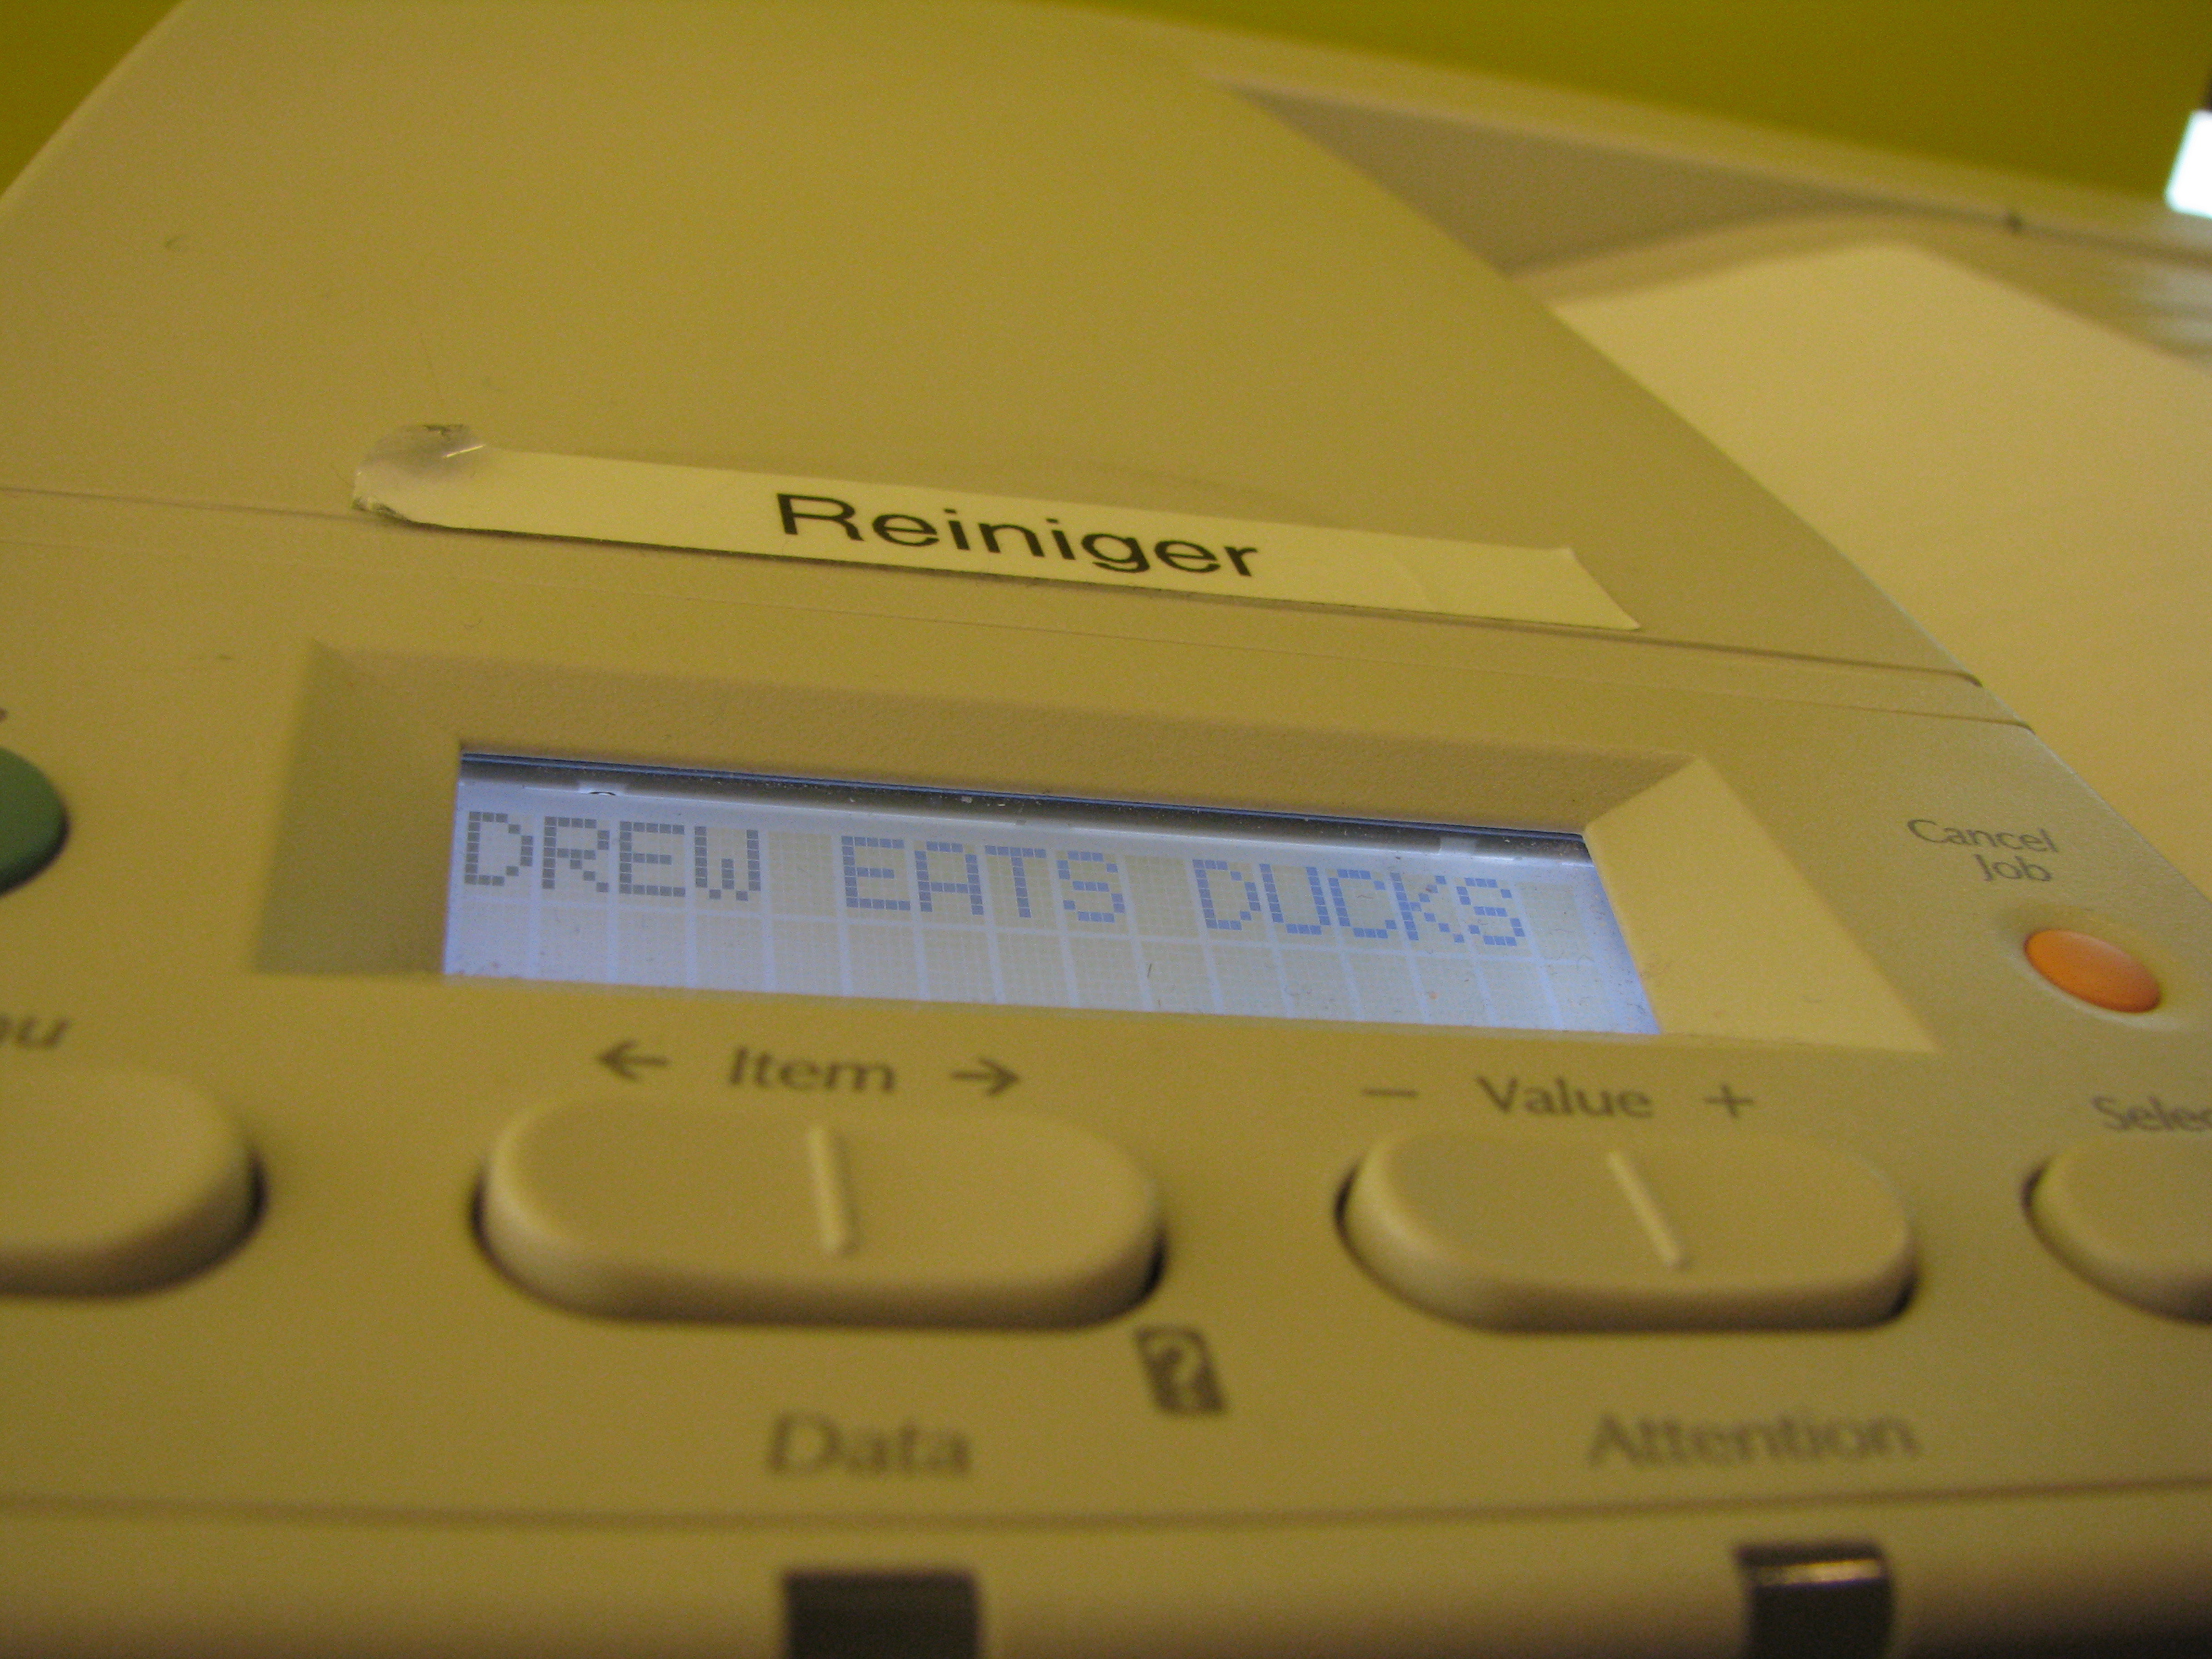 Reiniger
DREW EATS DUCKS
Cancel
Job
← Item →
− Value +
?
Data
Attention